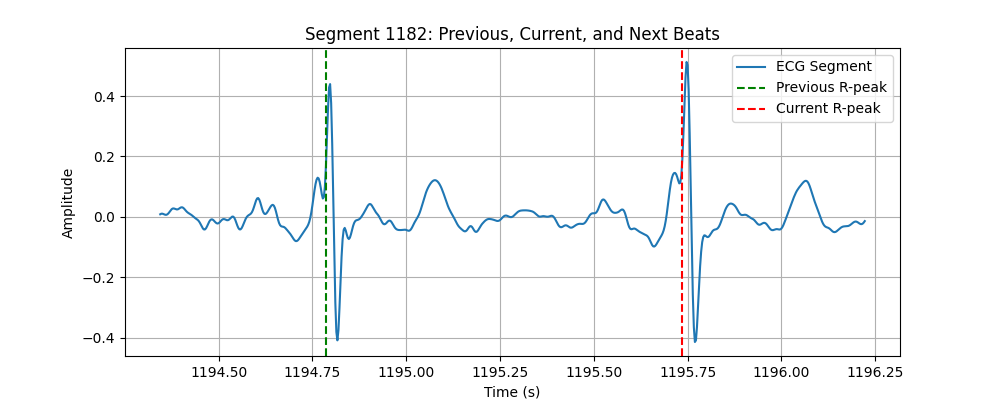 Segment 1182: Previous, Current, and Next Beats
ECG Segment
Previous R-peak
Current R-peak
Amplitude
0.4
0.2
0.0
−0.2
−0.4
1194.50 1194.75 1195.00 1195.25 1195.50 1195.75 1196.00 1196.25
Time (s)